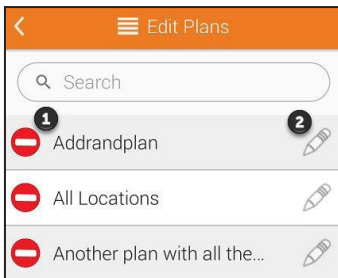 Edit Plans
Search
1
2
Addrandplan
All Locations
Another plan with all the...